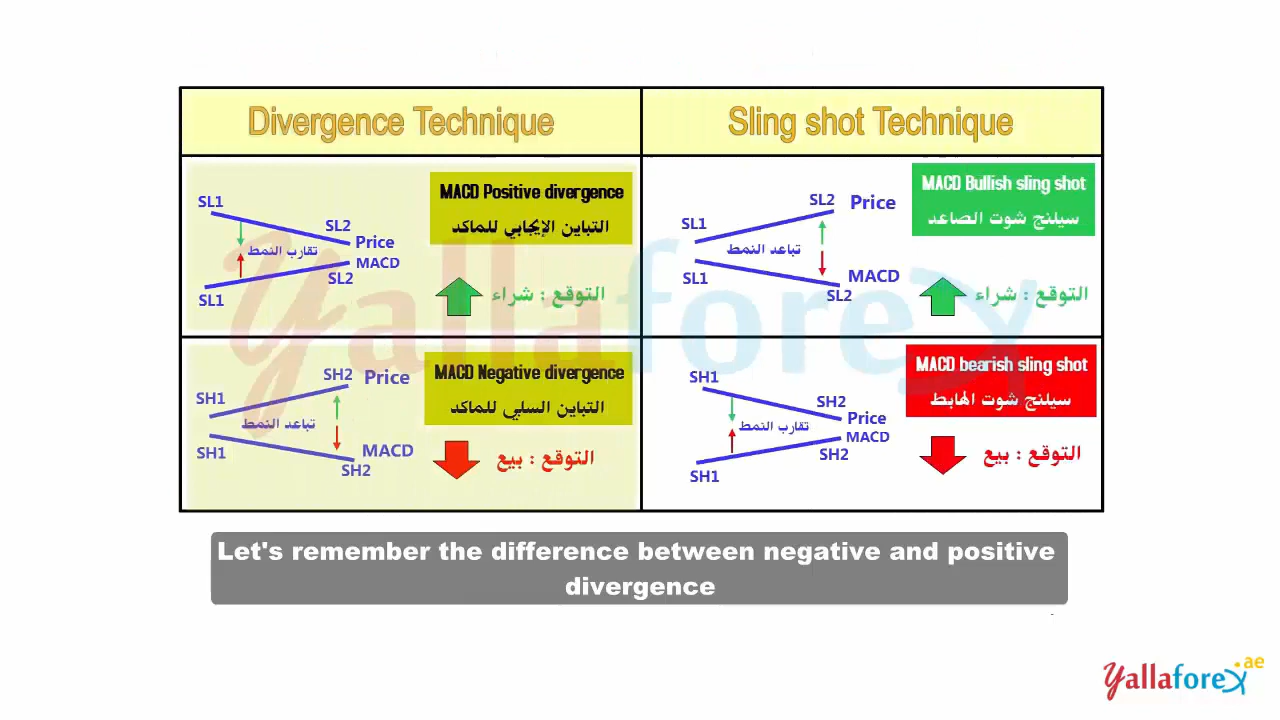 Divergence Technique
Sling shot Technique
SL1
SL2
Price
تقارب النمط
MACD
SL2
SL1
MACD Positive divergence
التباين الإيجابي للماكد
التوقع : شراء
SL1
SL2
Price
تباعد النمط
SL1
MACD
SL2
MACD Bullish sling shot
سيلنج شوت الصاعد
التوقع : شراء
SH1
SH2
Price
تباعد النمط
SH1
MACD
SH2
MACD Negative divergence
التباين السلبي للماكد
التوقع : بيع
SH1
SH2
Price
تقارب النمط
MACD
SH2
SH1
MACD bearish sling shot
سيلنج شوت الهابط
التوقع : بيع
yallaforex
Let's remember the difference between negative and positive
divergence
yallaforex.ae